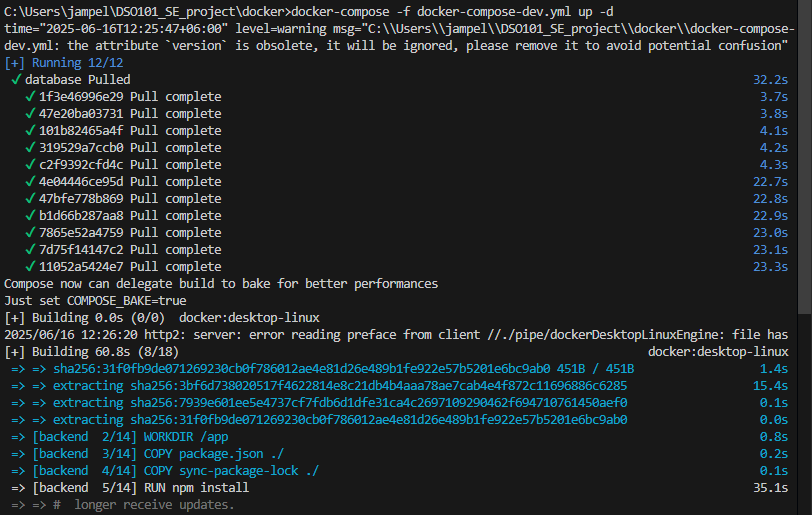 C:\Users\jampel\DSO101_SE_project\docker>docker-compose -f docker-compose-dev.yml up -d
time="2025-06-16T12:25:47+06:00" level=warning msg="C:\\Users\\jampel\\DSO101_SE_project\\docker\\docker-compose-
dev.yml: the attribute `version` is obsolete, it will be ignored, please remove it to avoid potential confusion"
[+] Running 12/12
✓ database Pulled 32.2s
✓ 1f3e46996e29 Pull complete 3.7s
✓ 47e20ba03731 Pull complete 3.8s
✓ 101b82465a4f Pull complete 4.1s
✓ 319529a7ccb0 Pull complete 4.2s
✓ c2f9392cfd4c Pull complete 4.3s
✓ 4e04446ce95d Pull complete 22.7s
✓ 47bfe778b869 Pull complete 22.8s
✓ b1d66b287aa8 Pull complete 22.9s
✓ 7865e52a4759 Pull complete 23.0s
✓ 7d75f14147c2 Pull complete 23.1s
✓ 11052a5424e7 Pull complete 23.3s
Compose now can delegate build to bake for better performances
Just set COMPOSE_BAKE=true
[+] Building 0.0s (0/0) docker:desktop-linux
2025/06/16 12:26:20 http2: server: error reading preface from client //./pipe/dockerDesktopLinuxEngine: file has
[+] Building 60.8s (8/18) docker:desktop-linux
=> => sha256:31f0fb9de071269230cb0f786012ae4e81d26e489b1fe922e57b5201e6bc9ab0 451B / 451B 1.4s
=> => extracting sha256:3bf6d738020517f4622814e8c21db4b4aaa78ae7cab4e4f872c11696886c6285 15.4s
=> => extracting sha256:7939e601ee5e4737cf7fdb6d1dfe31ca4c2697109290462f694710761450aef0 0.1s
=> => extracting sha256:31f0fb9de071269230cb0f786012ae4e81d26e489b1fe922e57b5201e6bc9ab0 0.0s
=> [backend 2/14] WORKDIR /app 0.8s
=> [backend 3/14] COPY package.json ./ 0.2s
=> [backend 4/14] COPY sync-package-lock ./ 0.1s
=> [backend 5/14] RUN npm install 35.1s
=> => # longer receive updates.